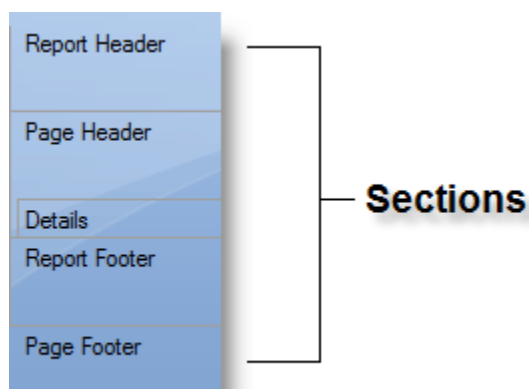 Report Header
Page Header
Details
Report Footer
Page Footer
Sections